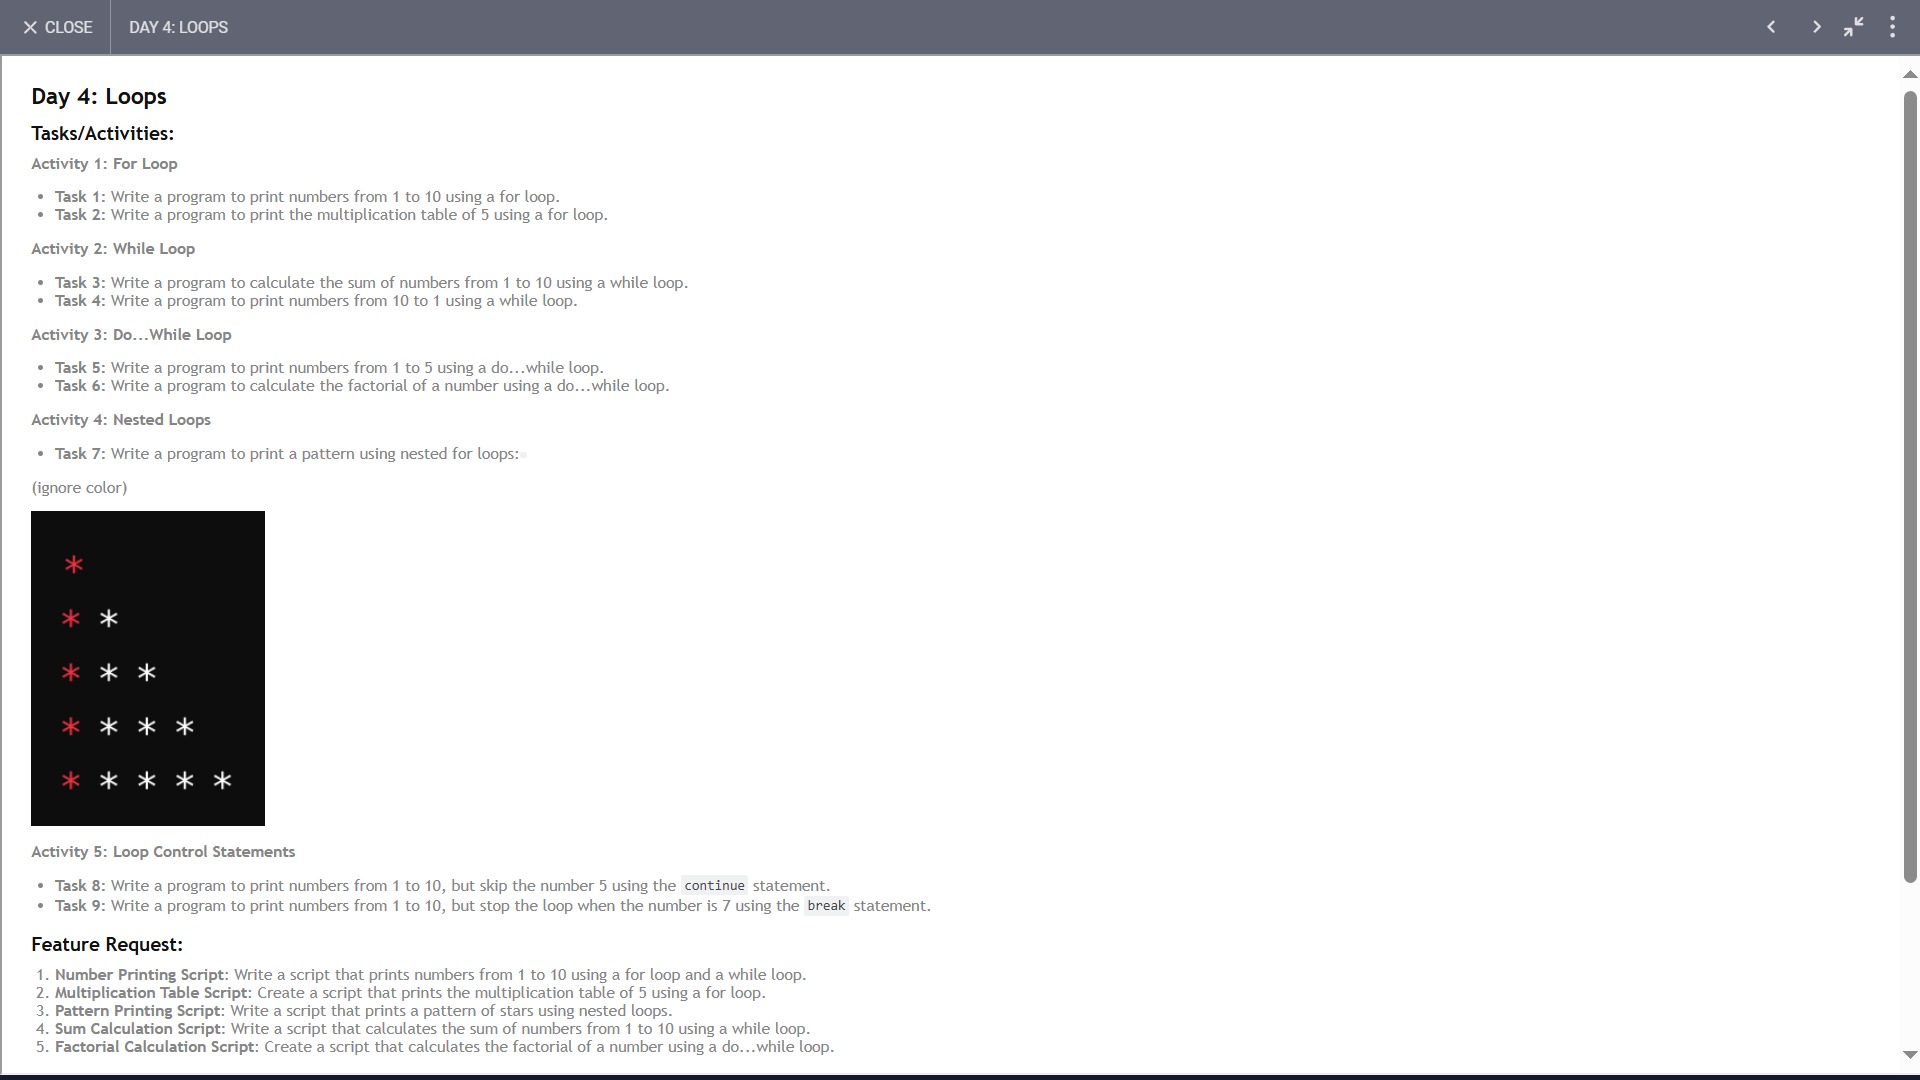 CLOSE DAY 4: LOOPS
Day 4: Loops
Tasks/Activities:
Activity 1: For Loop
• Task 1: Write a program to print numbers from 1 to 10 using a for loop.
• Task 2: Write a program to print the multiplication table of 5 using a for loop.
Activity 2: While Loop
• Task 3: Write a program to calculate the sum of numbers from 1 to 10 using a while loop.
• Task 4: Write a program to print numbers from 10 to 1 using a while loop.
Activity 3: Do...While Loop
• Task 5: Write a program to print numbers from 1 to 5 using a do...while loop.
• Task 6: Write a program to calculate the factorial of a number using a do...while loop.
Activity 4: Nested Loops
• Task 7: Write a program to print a pattern using nested for loops:
(ignore color)
*
* *
* * *
* * * *
* * * * *
Activity 5: Loop Control Statements
• Task 8: Write a program to print numbers from 1 to 10, but skip the number 5 using the continue statement.
• Task 9: Write a program to print numbers from 1 to 10, but stop the loop when the number is 7 using the break statement.
Feature Request:
1. Number Printing Script: Write a script that prints numbers from 1 to 10 using a for loop and a while loop.
2. Multiplication Table Script: Create a script that prints the multiplication table of 5 using a for loop.
3. Pattern Printing Script: Write a script that prints a pattern of stars using nested loops.
4. Sum Calculation Script: Write a script that calculates the sum of numbers from 1 to 10 using a while loop.
5. Factorial Calculation Script: Create a script that calculates the factorial of a number using a do...while loop.